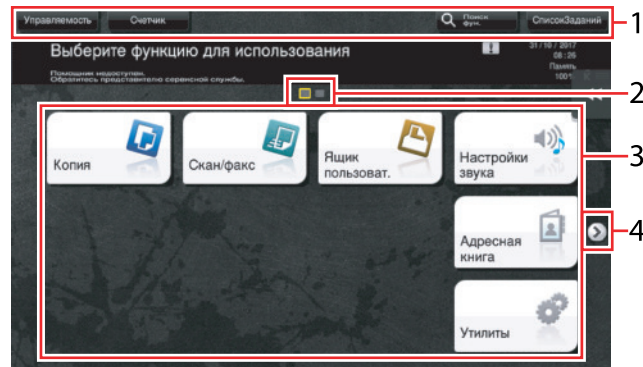 Управляемость Счетчик Поиск фун. СписокЗаданий 1
Выберите функцию для использования
31/10/2017
08:26
Помощник недоступен.
Обратитесь представителю сервисной службы.
Память
100%
2
Копия
Скан/факс
Ящик
пользоват.
Настройки
звука
3
Адресная
книга
4
Утилиты